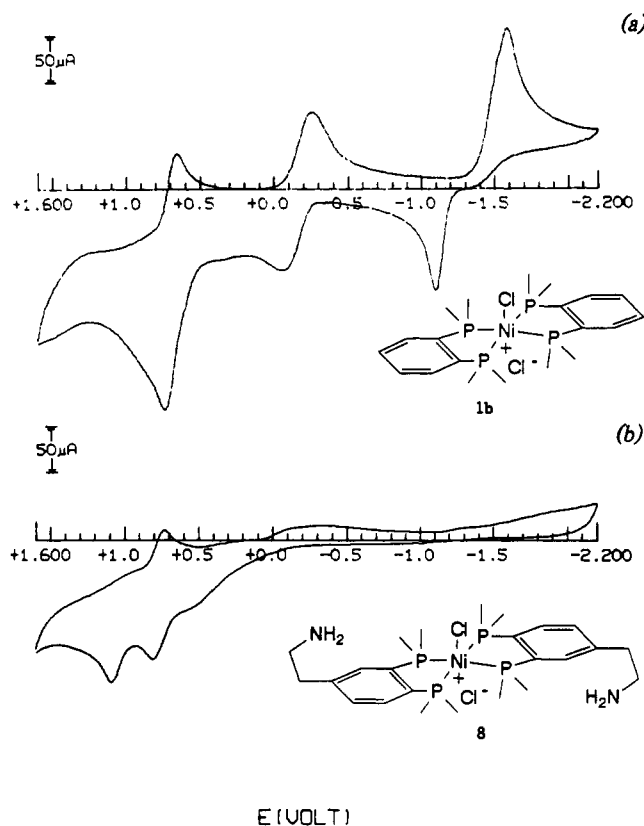 (a)
50μA
+1.600 +1.0 +0.5 +0.0 -0.5 -1.0 -1.5 -2.200
Cl
P P
Ni
+
P P
Cl -
1b
(b)
50μA
+1.600 +1.0 +0.5 +0.0 -0.5 -1.0 -1.5 -2.200
NH2
Cl
P P
Ni
+
P P
Cl -
H2N
8
E(VOLT)